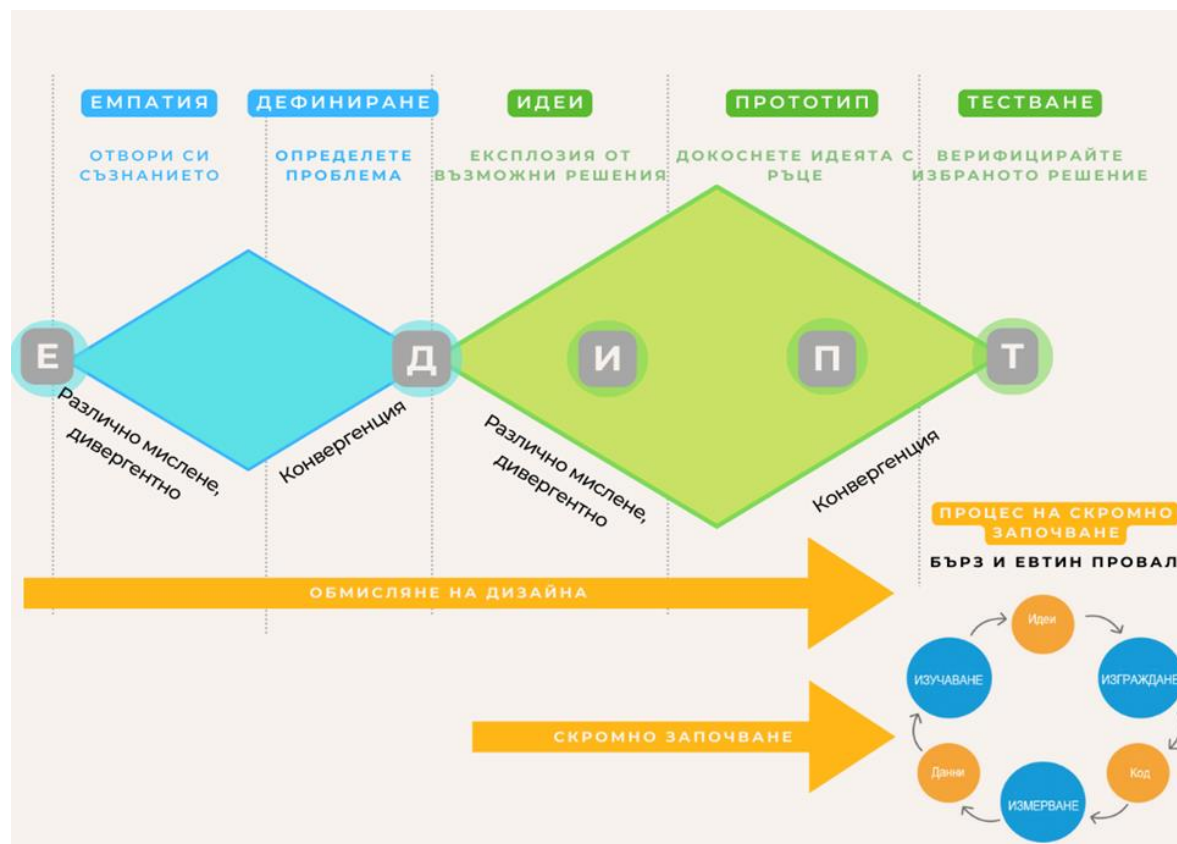 ЕМПАТИЯ
ДЕФИНИРАНЕ
ИДЕИ
ПРОТОТИП
ТЕСТВАНЕ
ОТВОРИ СИ
СЪЗНАНИЕТО
ОПРЕДЕЛЕТЕ
ПРОБЛЕМА
ЕКСПЛОЗИЯ ОТ
ВЪЗМОЖНИ РЕШЕНИЯ
ДОКОСНЕТЕ ИДЕЯТА С
РЪЦЕ
ВЕРИФИЦИРАЙТЕ
ИЗБРАНОТО РЕШЕНИЕ
Е
Д
И
П
Т
Различно мислене,
дивергентно
Конвергенция
Различно мислене,
дивергентно
Конвергенция
ПРОЦЕС НА СКРОМНО
ЗАПОЧВАНЕ
БЪРЗ И ЕВТИН ПРОВАЛ
ОБМИСЛЯНЕ НА ДИЗАЙНА
Идеи
ИЗУЧАВАНЕ
ИЗГРАЖДАНЕ
СКРОМНО ЗАПОЧВАНЕ
Данни
Код
ИЗМЕРВАНЕ